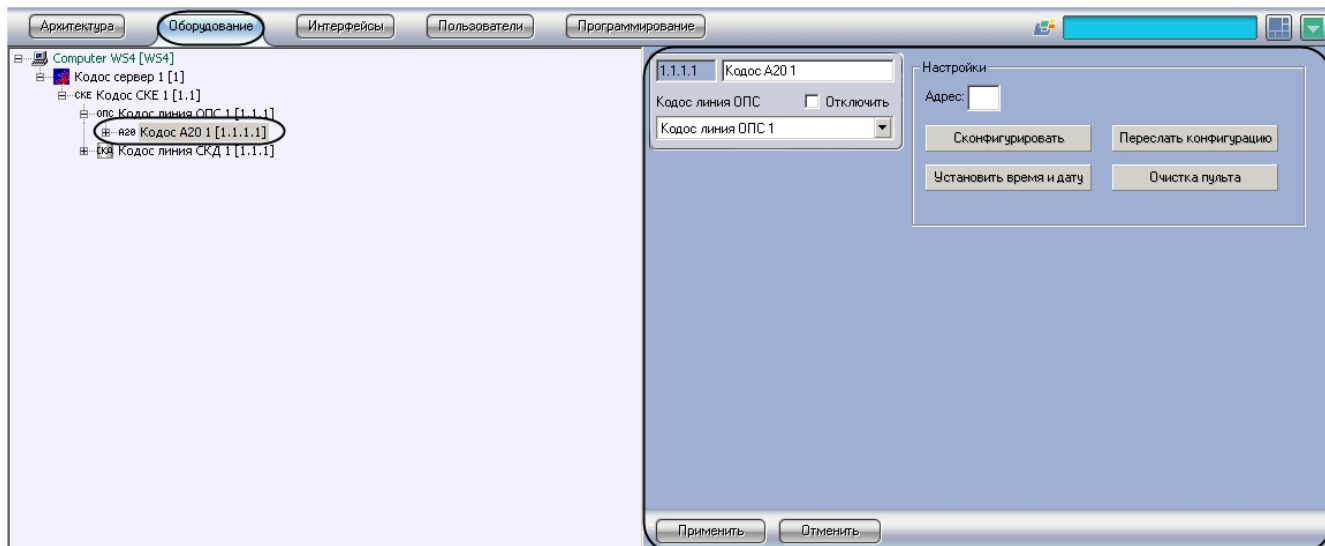 Архитектура Оборудование Интерфейсы Пользователи Программирование
Computer WS4 [WS4]
Кодос сервер 1 [1]
СКЕ Кодос СКЕ 1 [1.1]
опс Кодос линия ОПС 1 [1.1.1]
А20 Кодос А20 1 [1.1.1.1]
СКД Кодос линия СКД 1 [1.1.1]
1.1.1.1 Кодос А20 1
Кодос линия ОПС Отключить
Кодос линия ОПС 1
Настройки
Адрес:
Сконфигурировать Переслать конфигурацию
Установить время и дату Очистка пульта
Применить Отменить